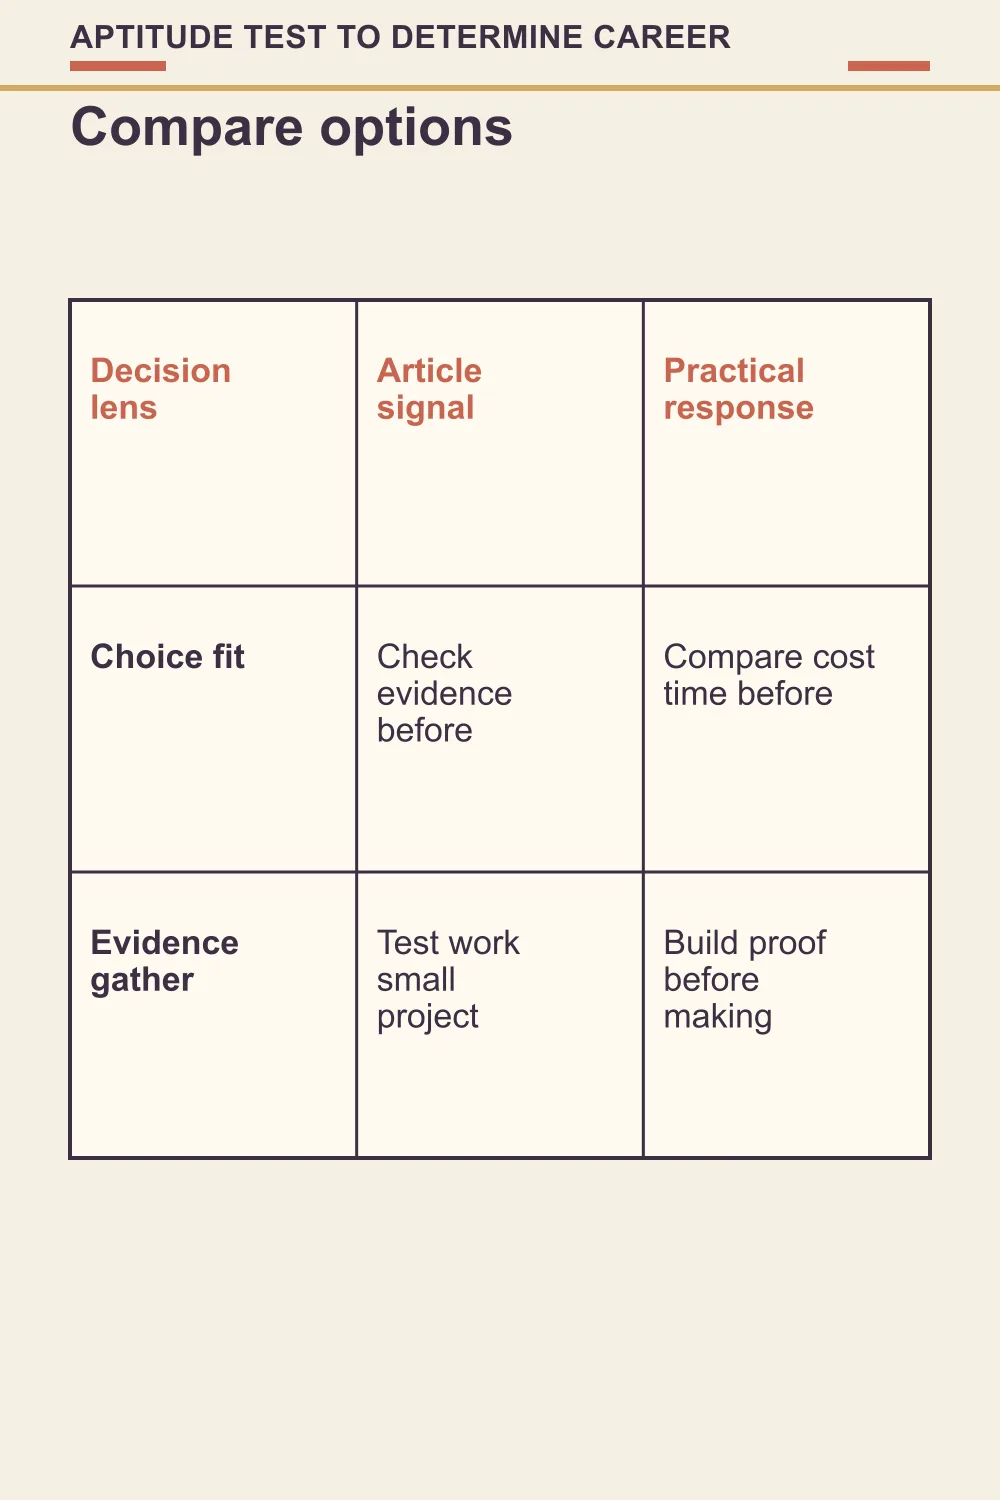 APTITUDE TEST TO DETERMINE CAREER
Compare options
Decision
lens
Article
signal
Practical
response
Choice fit
Check
evidence
before
Compare cost
time before
Evidence
gather
Test work
small
project
Build proof
before
making